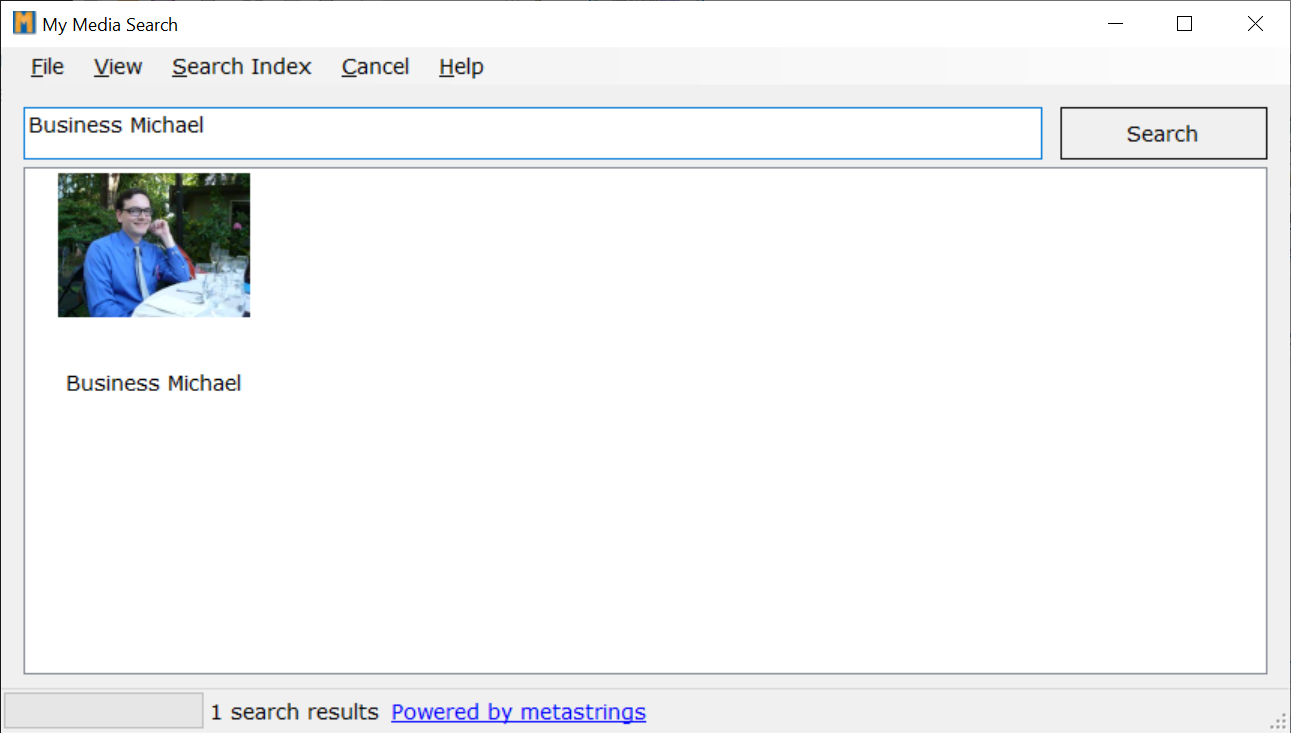 My Media Search
File View Search Index Cancel Help
Business Michael
Search
Business Michael
1 search results Powered by metastrings